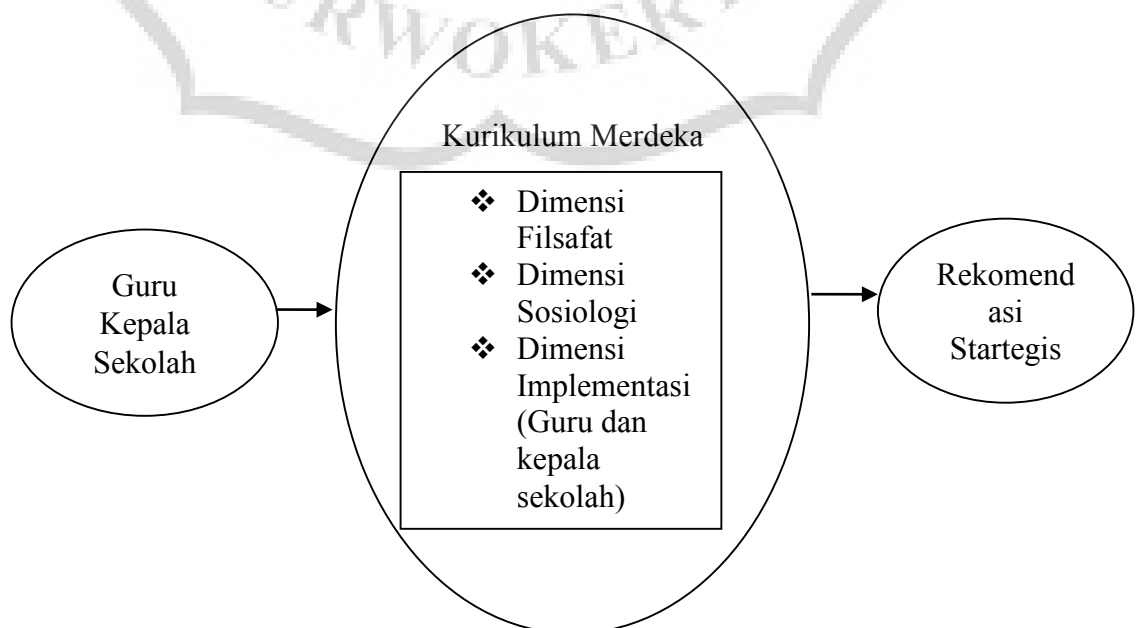 RWOKER
Kurikulum Merdeka
❖ Dimensi
Filsafat
❖ Dimensi
Sosiologi
❖ Dimensi
Implementasi
(Guru dan
kepala
sekolah)
Guru
Kepala
Sekolah
Rekomend
asi
Startegis